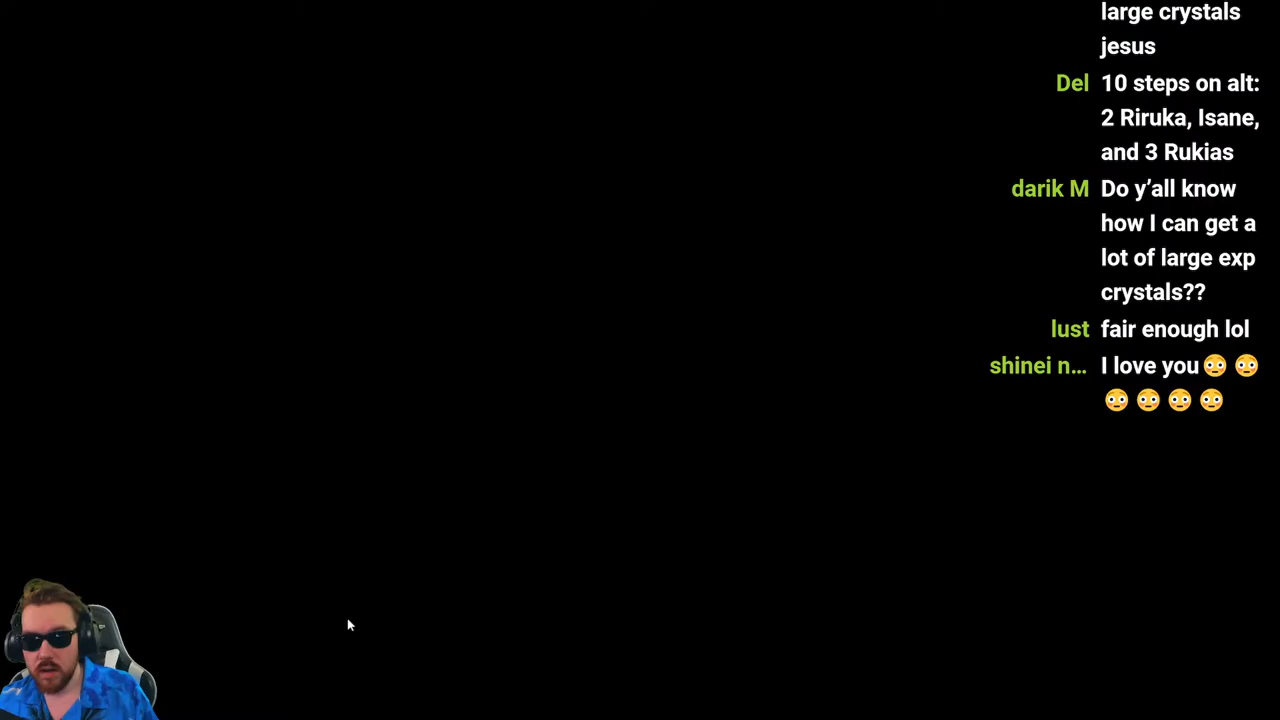 large crystals
jesus
Del 10 steps on alt:
2 Riruka, Isane,
and 3 Rukias
darik M Do y’all know
how I can get a
lot of large exp
crystals??
lust fair enough lol
shinei n… I love you😳 😳
😳 😳 😳 😳